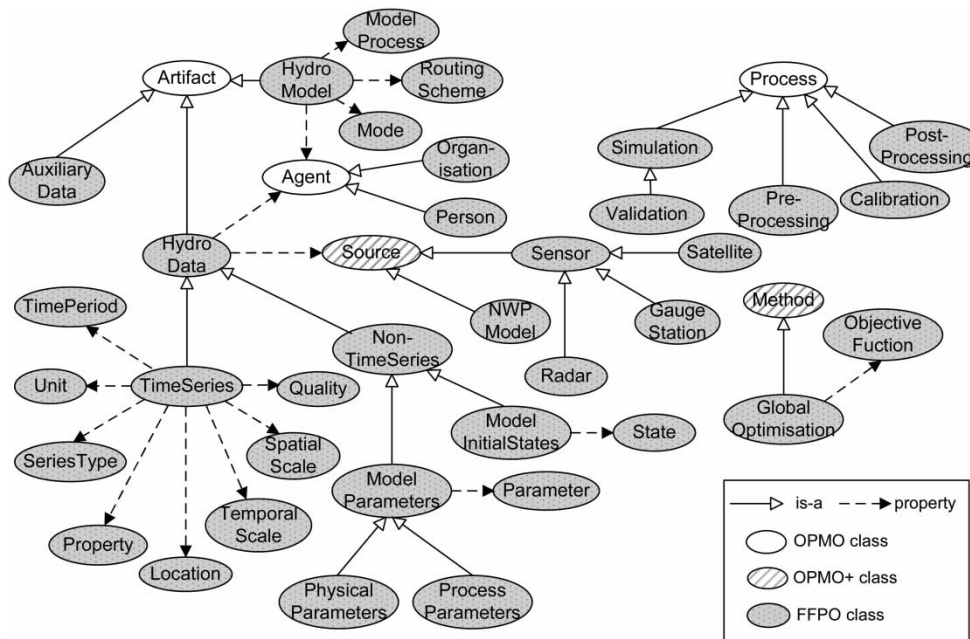 Model
Process
Artifact
Hydro
Model
Routing
Scheme
Process
Mode
Auxiliary
Data
Agent
Organ-
isation
Person
Simulation
Post-
Processing
Validation
Pre-
Processing
Calibration
Hydro
Data
Source
Sensor
Satellite
TimePeriod
NWP
Model
Gauge
Station
Method
Non-
TimeSeries
Objective
Fuction
Unit
TimeSeries
Quality
Radar
Model
InitialStates
State
Global
Optimisation
SeriesType
Spatial
Scale
Model
Parameters
Parameter
Property
Temporal
Scale
Location
Physical
Parameters
Process
Parameters
is-a
property
OPMO class
OPMO+ class
FFPO class